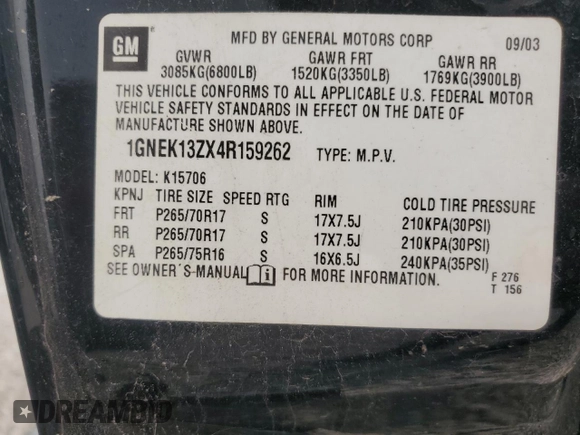 GM
MFD BY GENERAL MOTORS CORP 09/03
GVWR GAWR FRT GAWR RR
3085KG(6800LB) 1520KG(3350LB) 1769KG(3900LB)
THIS VEHICLE CONFORMS TO ALL APPLICABLE U.S. FEDERAL MOTOR
VEHICLE SAFETY STANDARDS IN EFFECT ON THE DATE OF
MANUFACTURE SHOWN ABOVE.
1GNEK13ZX4R159262 TYPE: M.P.V.
MODEL: K15706
KPNJ TIRE SIZE SPEED RTG RIM COLD TIRE PRESSURE
FRT P265/70R17 S 17X7.5J 210KPA(30PSI)
RR P265/70R17 S 17X7.5J 210KPA(30PSI)
SPA P265/75R16 S 16X6.5J 240KPA(35PSI)
SEE OWNER'S MANUAL FOR MORE INFORMATION.
F 276
T 156
DREAMBID